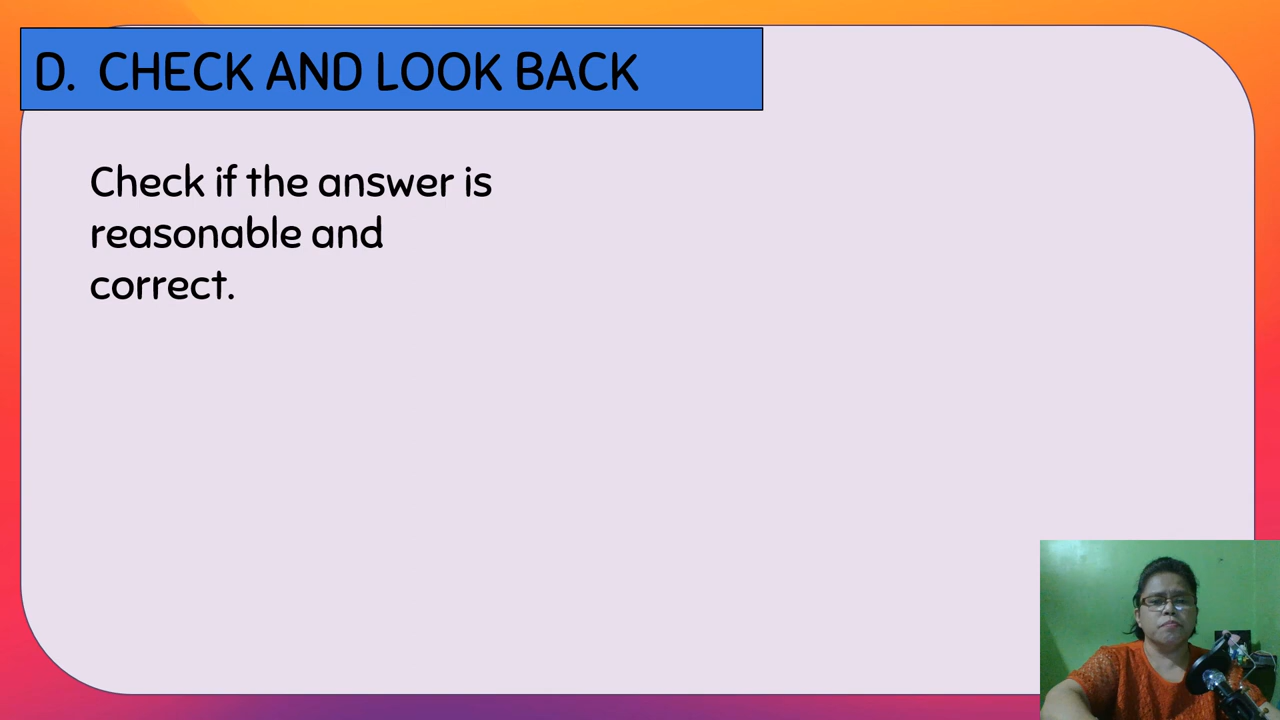 D. CHECK AND LOOK BACK
Check if the answer is
reasonable and
correct.